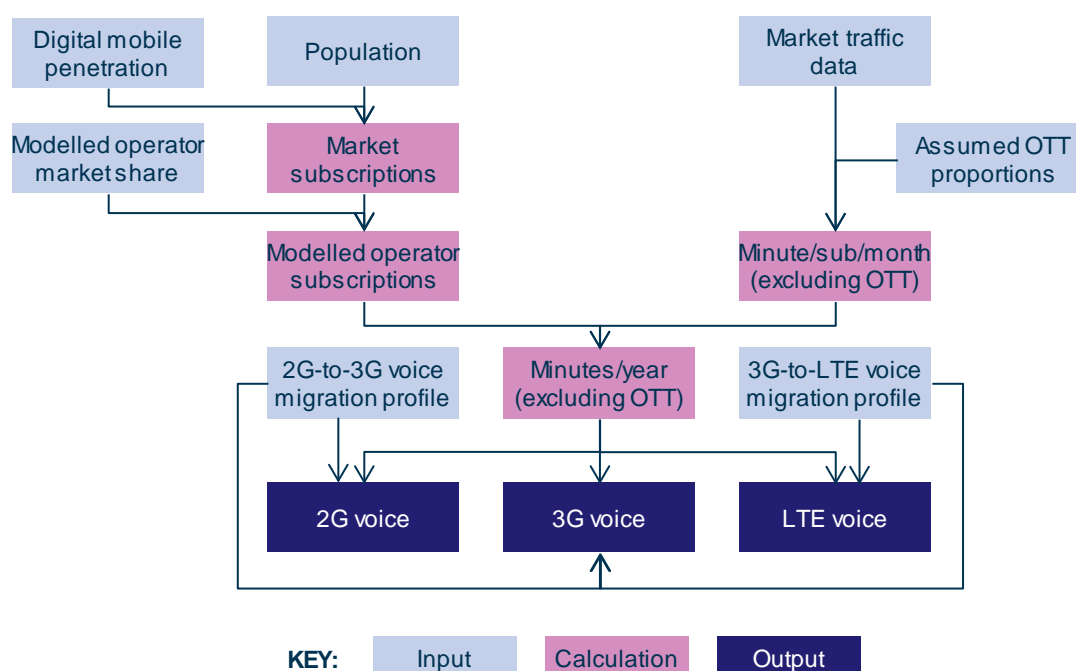 Digital mobile
penetration
Population
Market traffic
data
Modelled operator
market share
Market
subscriptions
Assumed OTT
proportions
Modelled operator
subscriptions
Minute/sub/month
(excluding OTT)
2G-to-3G voice
migration profile
Minutes/year
(excluding OTT)
3G-to-LTE voice
migration profile
2G voice
3G voice
LTE voice
KEY:
Input
Calculation
Output